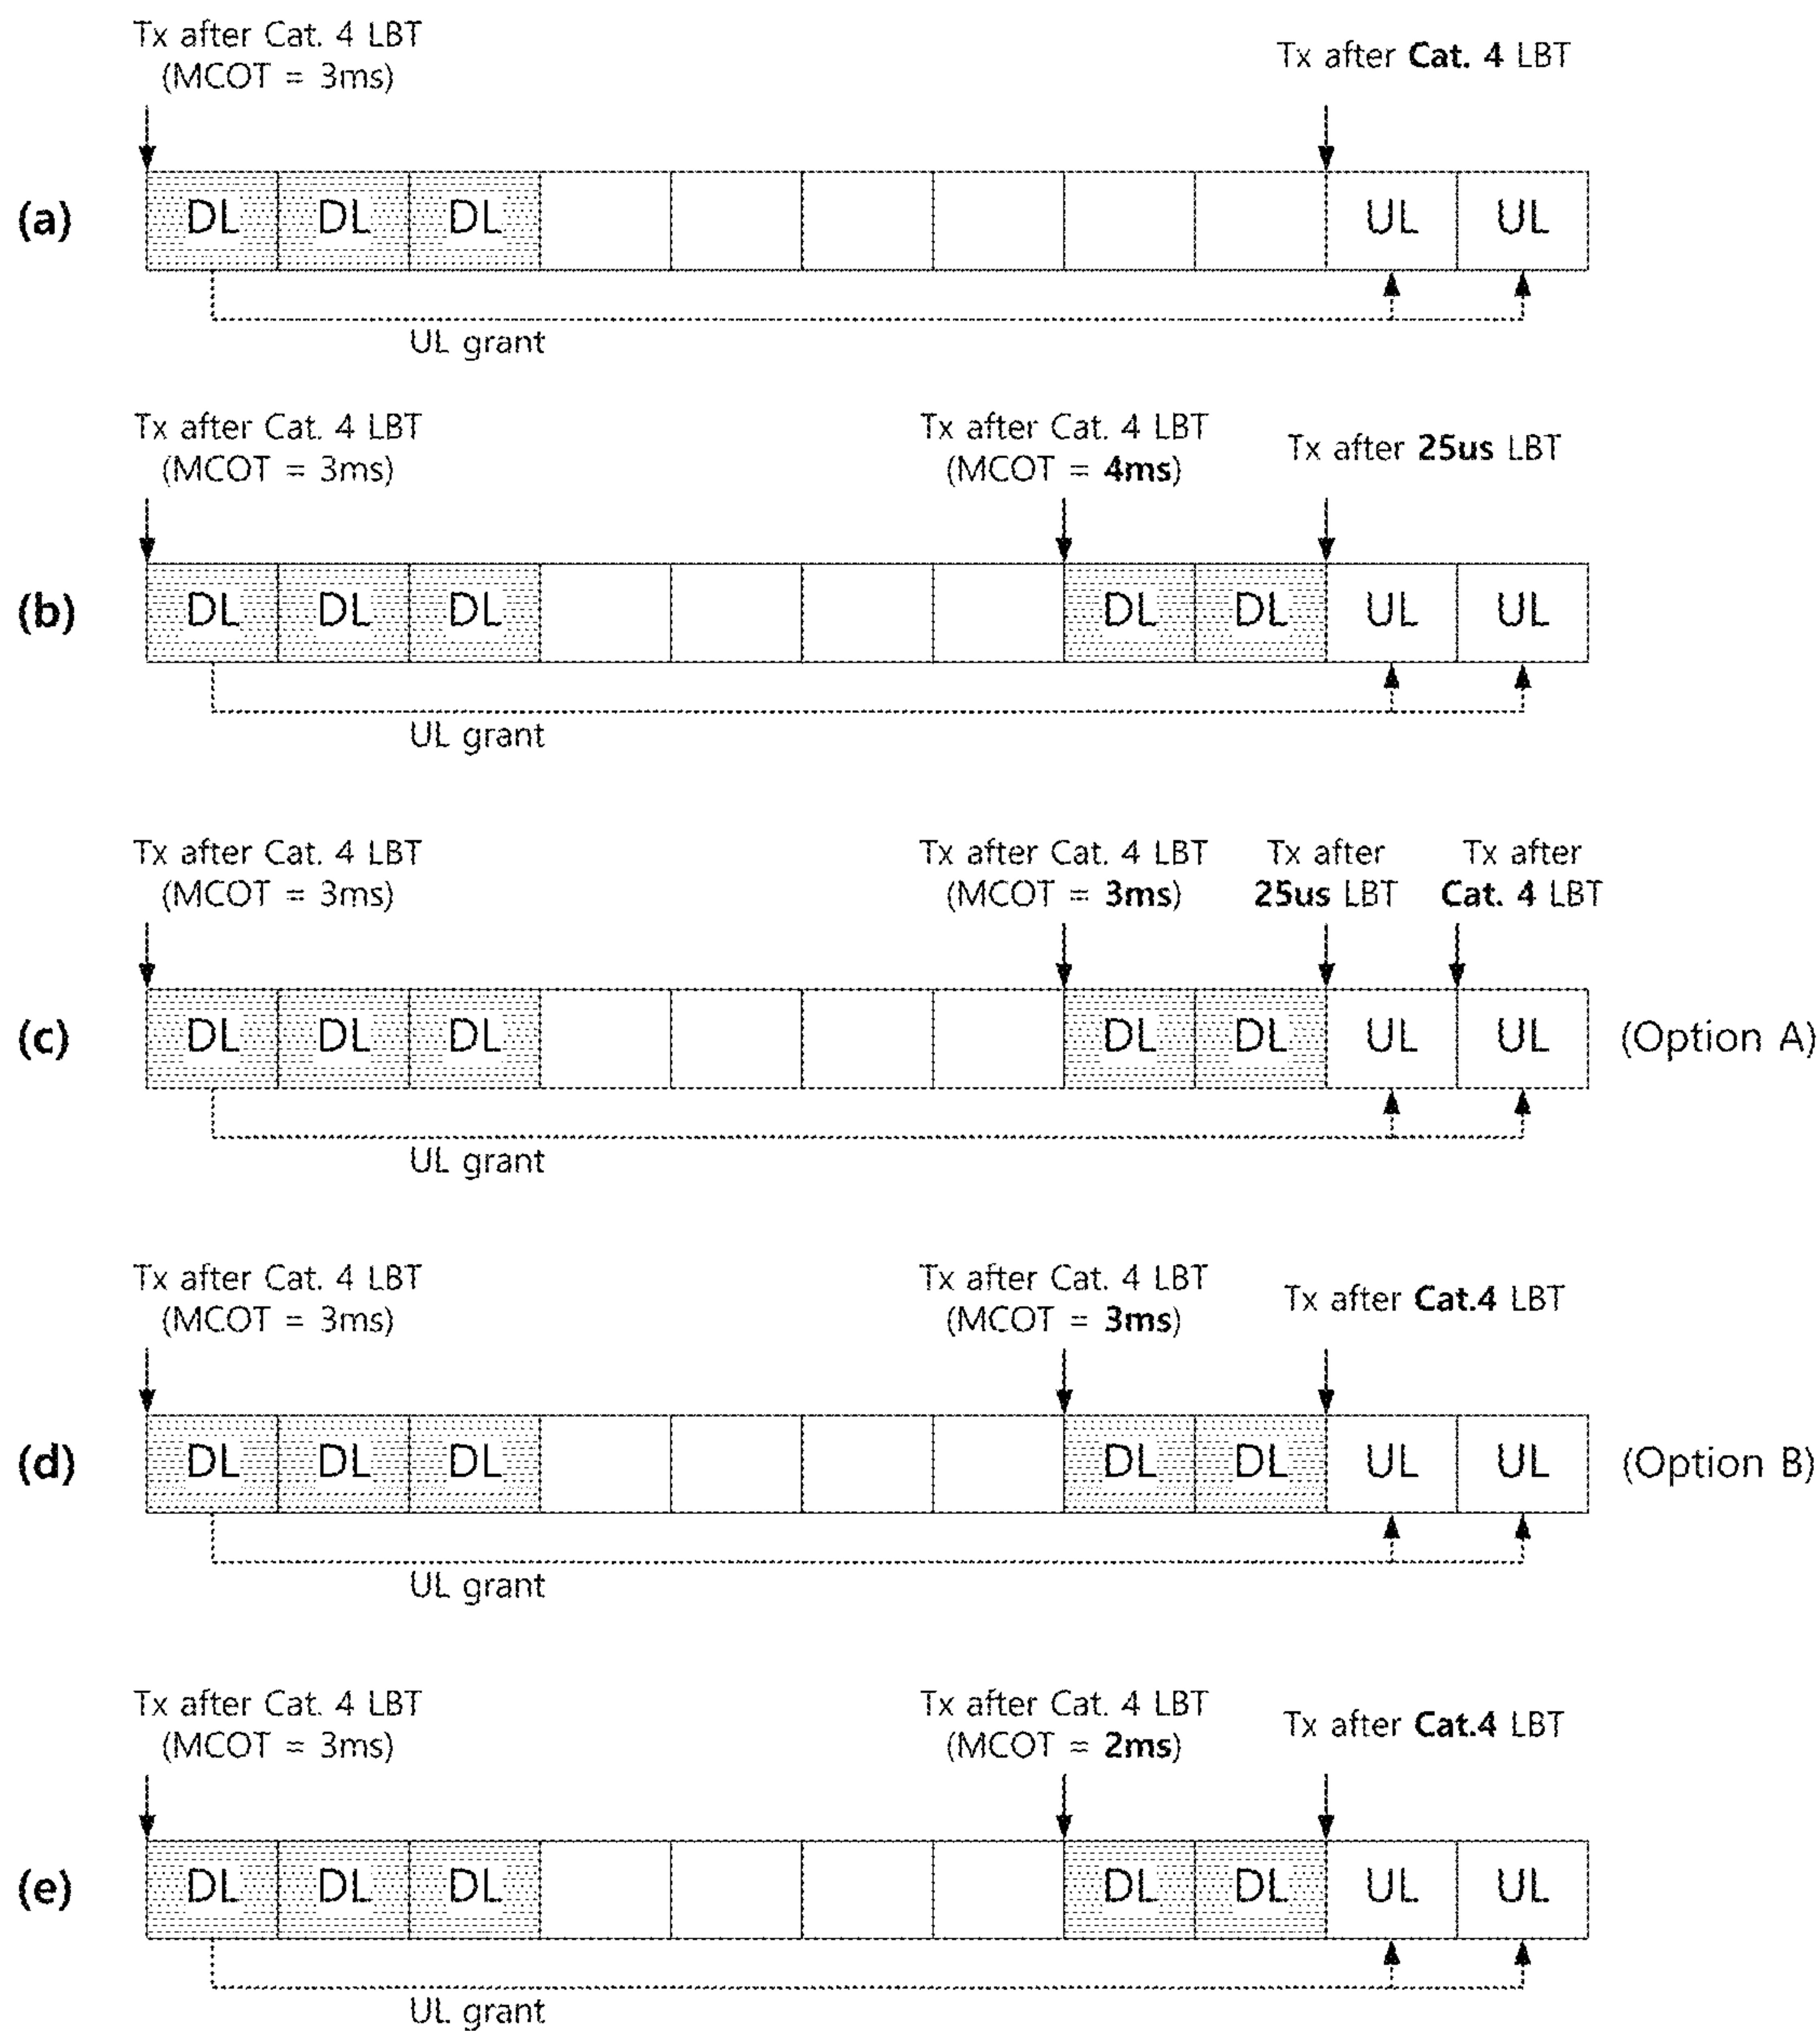 Tx after Cat. 4 LBT
(MCOT = 3ms)
Tx after Cat. 4 LBT
(a)
DL DL DL UL UL
UL grant
Tx after Cat. 4 LBT
(MCOT = 3ms)
Tx after Cat. 4 LBT
(MCOT = 4ms)
Tx after 25us LBT
(b)
DL DL DL DL DL UL UL
UL grant
Tx after Cat. 4 LBT
(MCOT = 3ms)
Tx after Cat. 4 LBT
(MCOT = 3ms)
Tx after
25us LBT
Tx after
Cat. 4 LBT
(c)
DL DL DL DL DL UL UL
(Option A)
UL grant
Tx after Cat. 4 LBT
(MCOT = 3ms)
Tx after Cat. 4 LBT
(MCOT = 3ms)
Tx after Cat.4 LBT
(d)
DL DL DL DL DL UL UL
(Option B)
UL grant
Tx after Cat. 4 LBT
(MCOT = 3ms)
Tx after Cat. 4 LBT
(MCOT = 2ms)
Tx after Cat.4 LBT
(e)
DL DL DL DL DL UL UL
UL grant